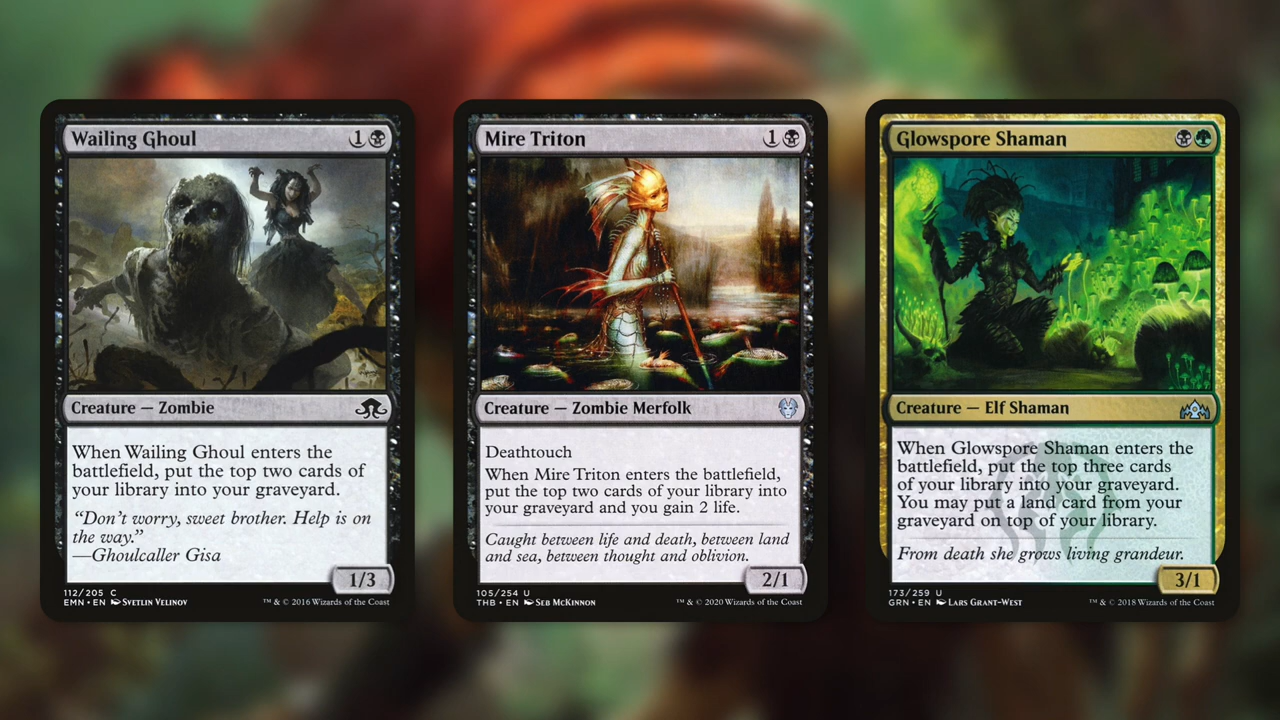 Wailing Ghoul 1
Creature — Zombie
When Wailing Ghoul enters the
battlefield, put the top two cards of
your library into your graveyard.
“Don’t worry, sweet brother. Help is on
the way.”
—Ghoulcaller Gisa
1/3
112/205 C
EMN • EN Svetlin Velinov
™ & © 2016 Wizards of the Coast
Mire Triton 1
Creature — Zombie Merfolk
Deathtouch
When Mire Triton enters the battlefield,
put the top two cards of your library into
your graveyard and you gain 2 life.
Caught between life and death, between land
and sea, between thought and oblivion.
2/1
105/254 U
THB • EN Seb McKinnon
™ & © 2020 Wizards of the Coast
Glowspore Shaman
Creature — Elf Shaman
When Glowspore Shaman enters the
battlefield, put the top three cards
of your library into your graveyard.
You may put a land card from your
graveyard on top of your library.
From death she grows living grandeur.
3/1
173/259 U
GRN • EN Lars Grant-West
™ & © 2018 Wizards of the Coast